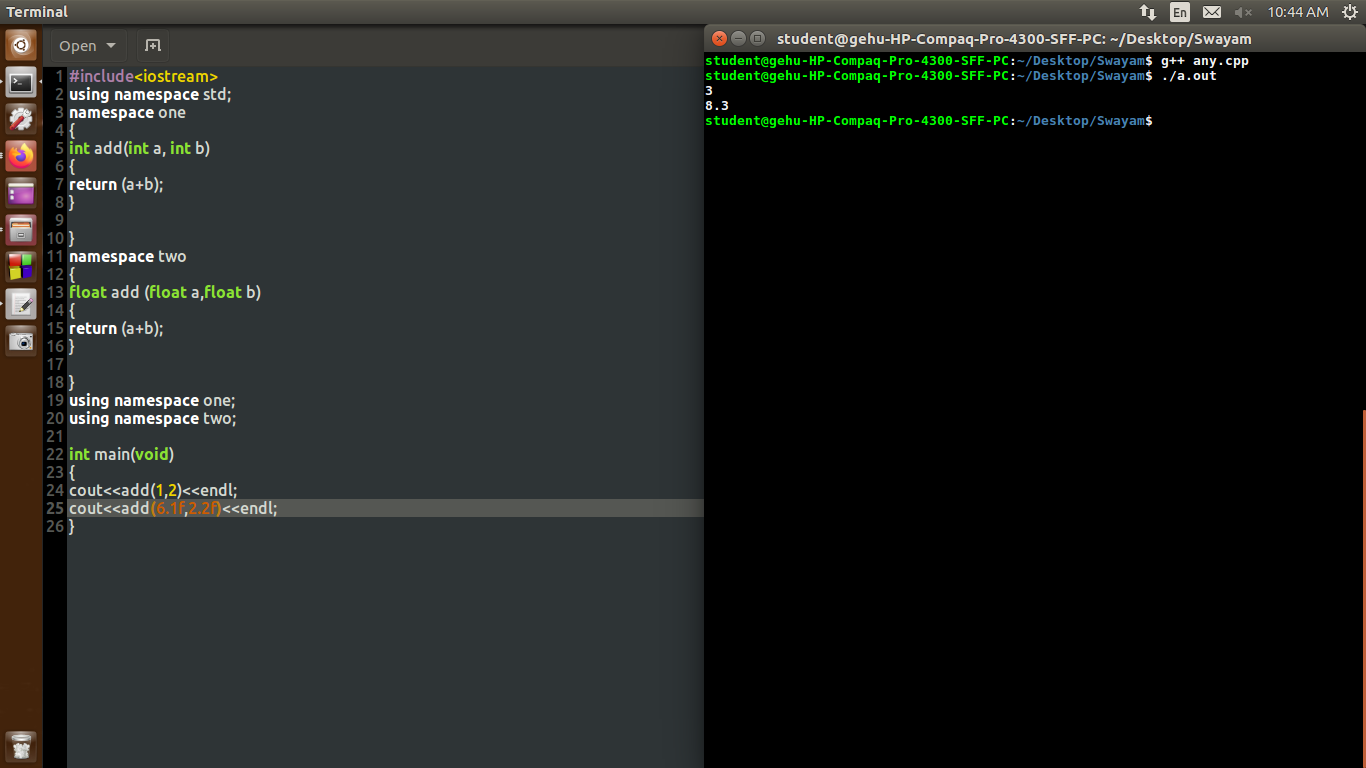 Terminal
En
10:44 AM
Open
student@gehu-HP-Compaq-Pro-4300-SFF-PC: ~/Desktop/Swayam
1 #include<iostream>
2 using namespace std;
3 namespace one
4 {
5 int add(int a, int b)
6 {
7 return (a+b);
8 }
9
10 }
11 namespace two
12 {
13 float add (float a,float b)
14 {
15 return (a+b);
16 }
17
18 }
19 using namespace one;
20 using namespace two;
21
22 int main(void)
23 {
24 cout<<add(1,2)<<endl;
25 cout<<add(6.1f,2.2f)<<endl;
26 }
student@gehu-HP-Compaq-Pro-4300-SFF-PC:~/Desktop/Swayam$ g++ any.cpp
student@gehu-HP-Compaq-Pro-4300-SFF-PC:~/Desktop/Swayam$ ./a.out
3
8.3
student@gehu-HP-Compaq-Pro-4300-SFF-PC:~/Desktop/Swayam$